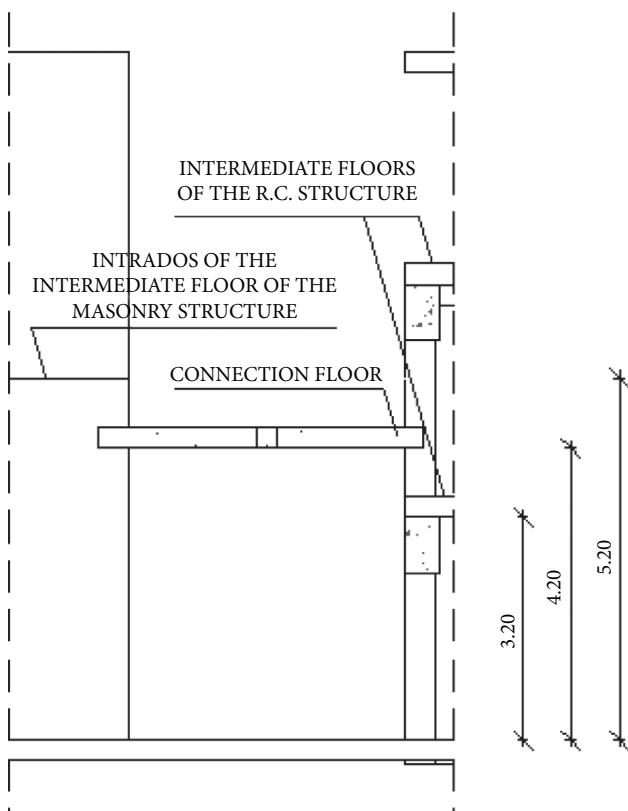 INTERMEDIATE FLOORS
OF THE R.C. STRUCTURE
INTRADOS OF THE
INTERMEDIATE FLOOR OF THE
MASONRY STRUCTURE
CONNECTION FLOOR
3.20
4.20
5.20